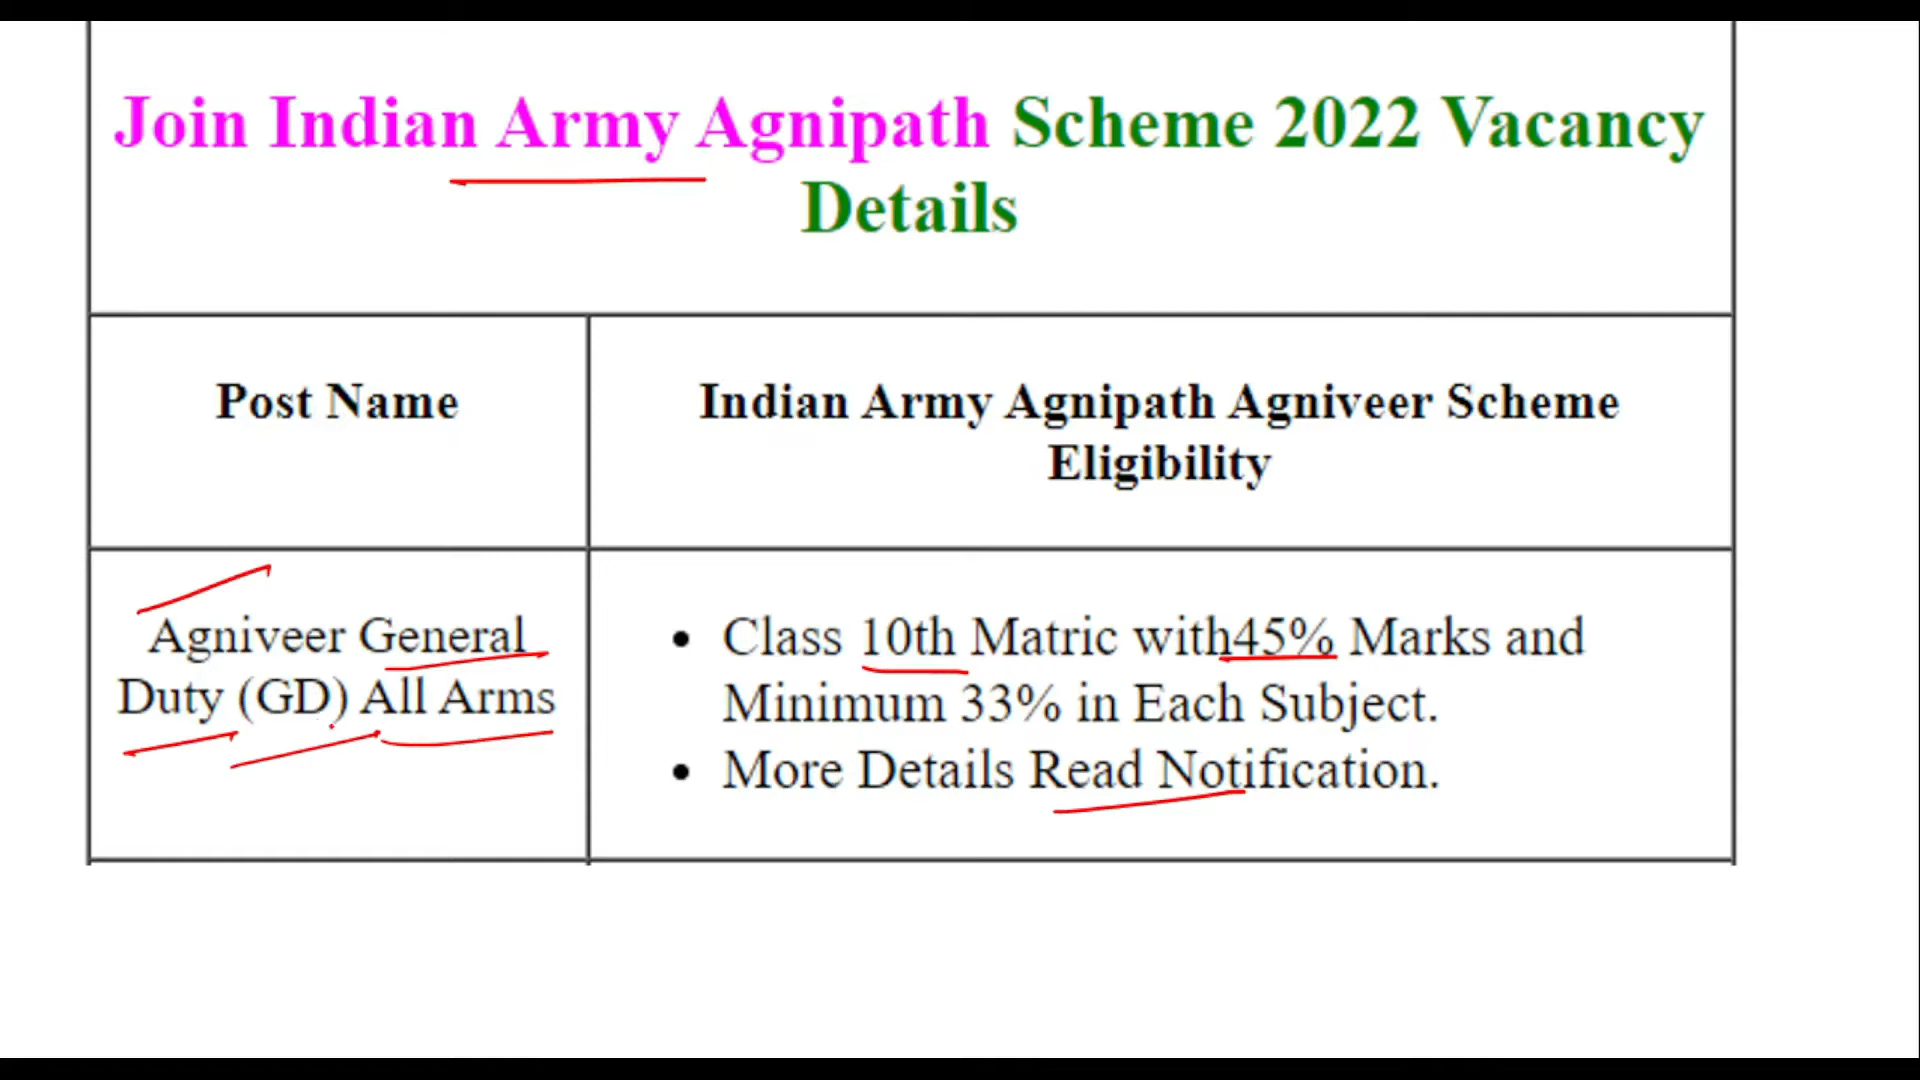 Join Indian Army Agnipath Scheme 2022 Vacancy
Details
Post Name
Indian Army Agnipath Agniveer Scheme
Eligibility
Agniveer General
Duty (GD) All Arms
• Class 10th Matric with45% Marks and
Minimum 33% in Each Subject.
• More Details Read Notification.